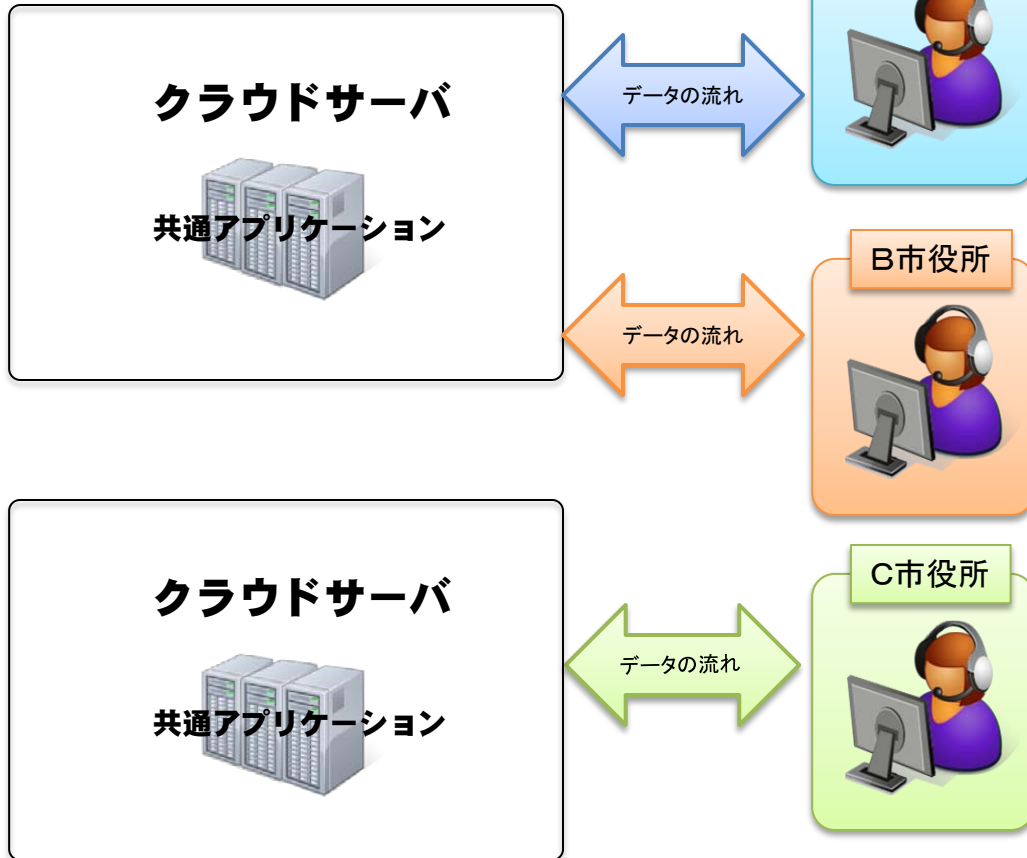 クラウドサーバ
共通アプリケーション
データの流れ
B市役所
データの流れ
クラウドサーバ
共通アプリケーション
データの流れ
C市役所